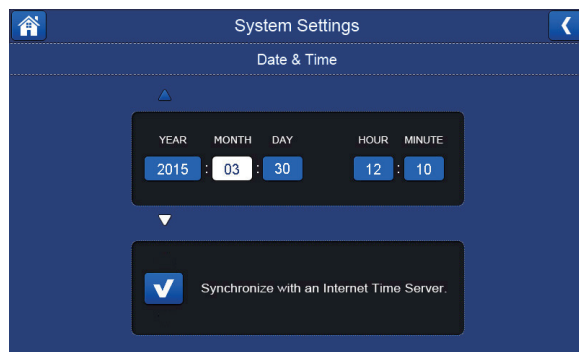 System Settings
Date & Time
YEAR MONTH DAY HOUR MINUTE
2015 : 03 : 30 12 : 10
Synchronize with an Internet Time Server.